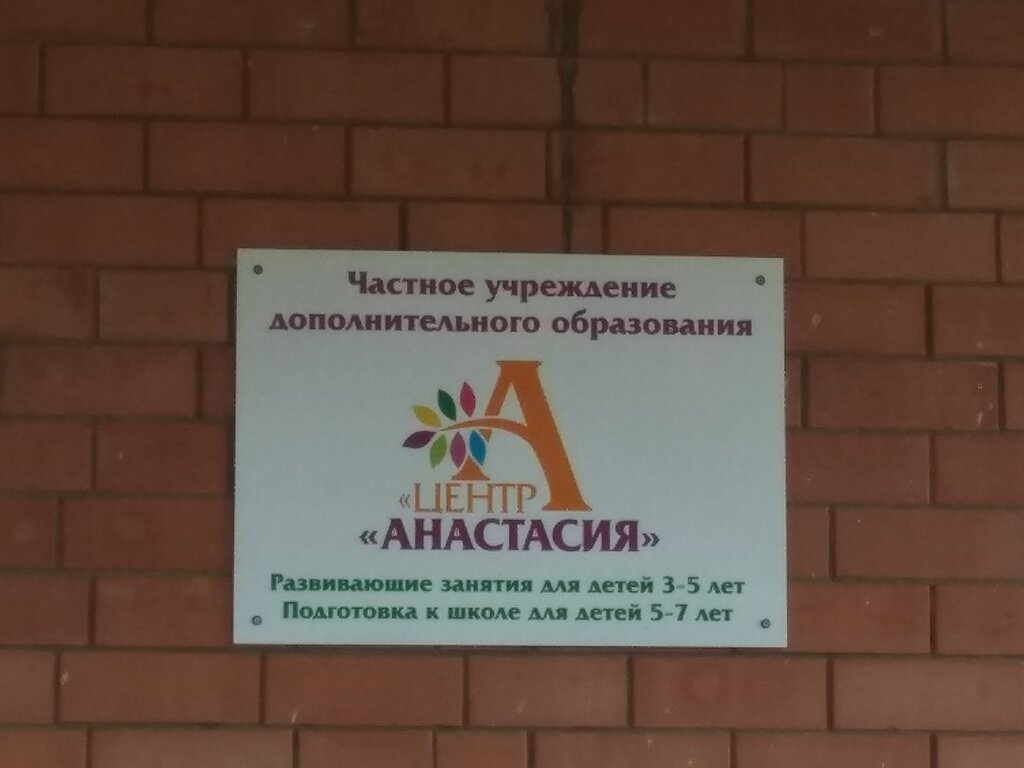 Частное учреждение
дополнительного образования
А
«ЦЕНТР
«АНАСТАСИЯ»
Развивающие занятия для детей 3-5 лет
Подготовка к школе для детей 5-7 лет